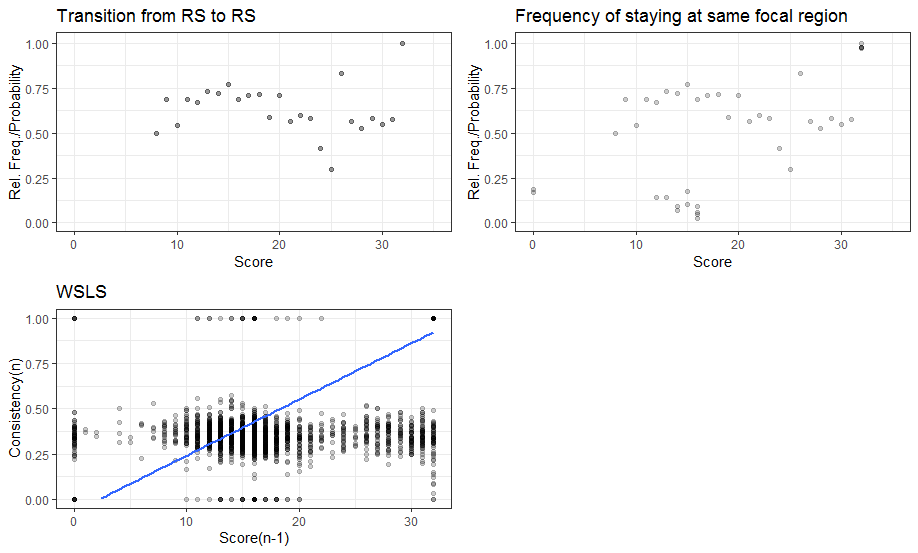 Transition from RS to RS
Rel. Freq./Probability
1.00
0.75
0.50
0.25
0.00
0 10 20 30
Score
Frequency of staying at same focal region
Rel. Freq./Probability
1.00
0.75
0.50
0.25
0.00
0 10 20 30
Score
WSLS
Consistency(n)
1.00
0.75
0.50
0.25
0.00
0 10 20 30
Score(n-1)